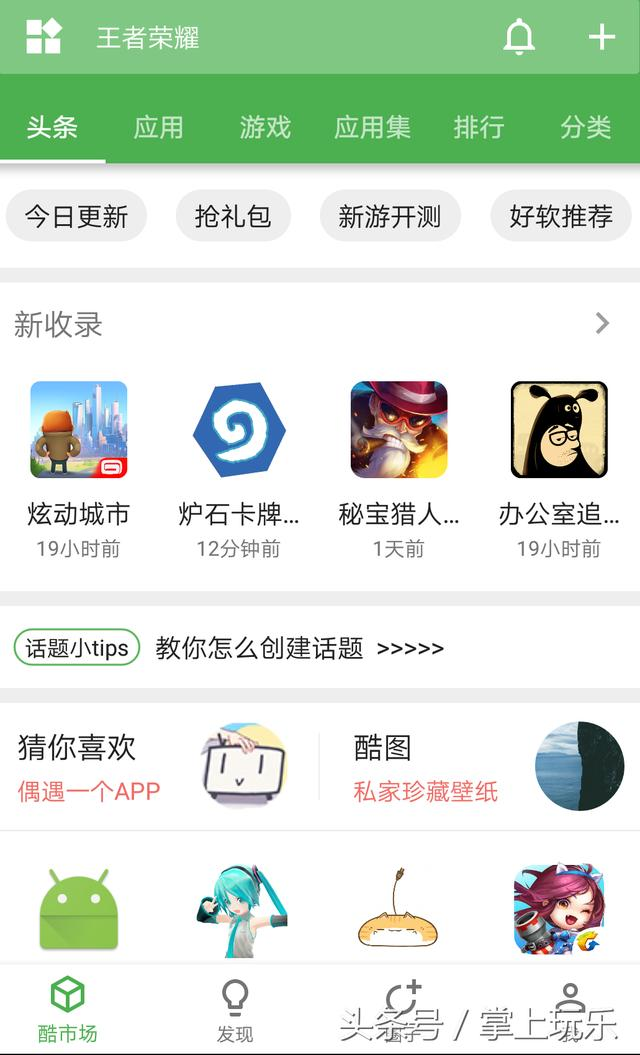 王者荣耀
头条 应用 游戏 应用集 排行 分类
今日更新 抢礼包 新游开测 好软推荐
新收录
炫动城市 炉石卡牌... 秘宝猎人... 办公室追...
19小时前 12分钟前 1天前 19小时前
话题小tips 教你怎么创建话题 >>>>>
猜你喜欢 酷图
偶遇一个APP 私家珍藏壁纸
酷市场 发现
头条号 / 掌上玩乐